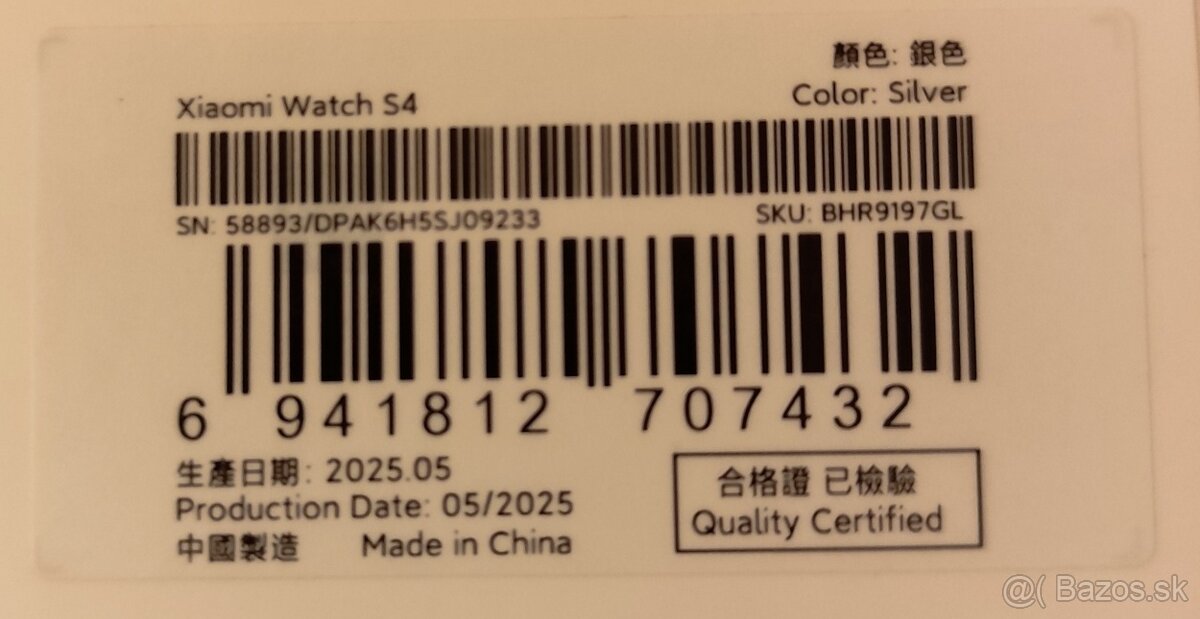 顏色: 銀色
Xiaomi Watch S4
Color: Silver
SN: 58893/DPAK6H5SJ09233
SKU: BHR9197GL
6 941812 707432
生產日期: 2025.05
Production Date: 05/2025
中國製造 Made in China
合格證 已檢驗
Quality Certified
@( Bazos.sk